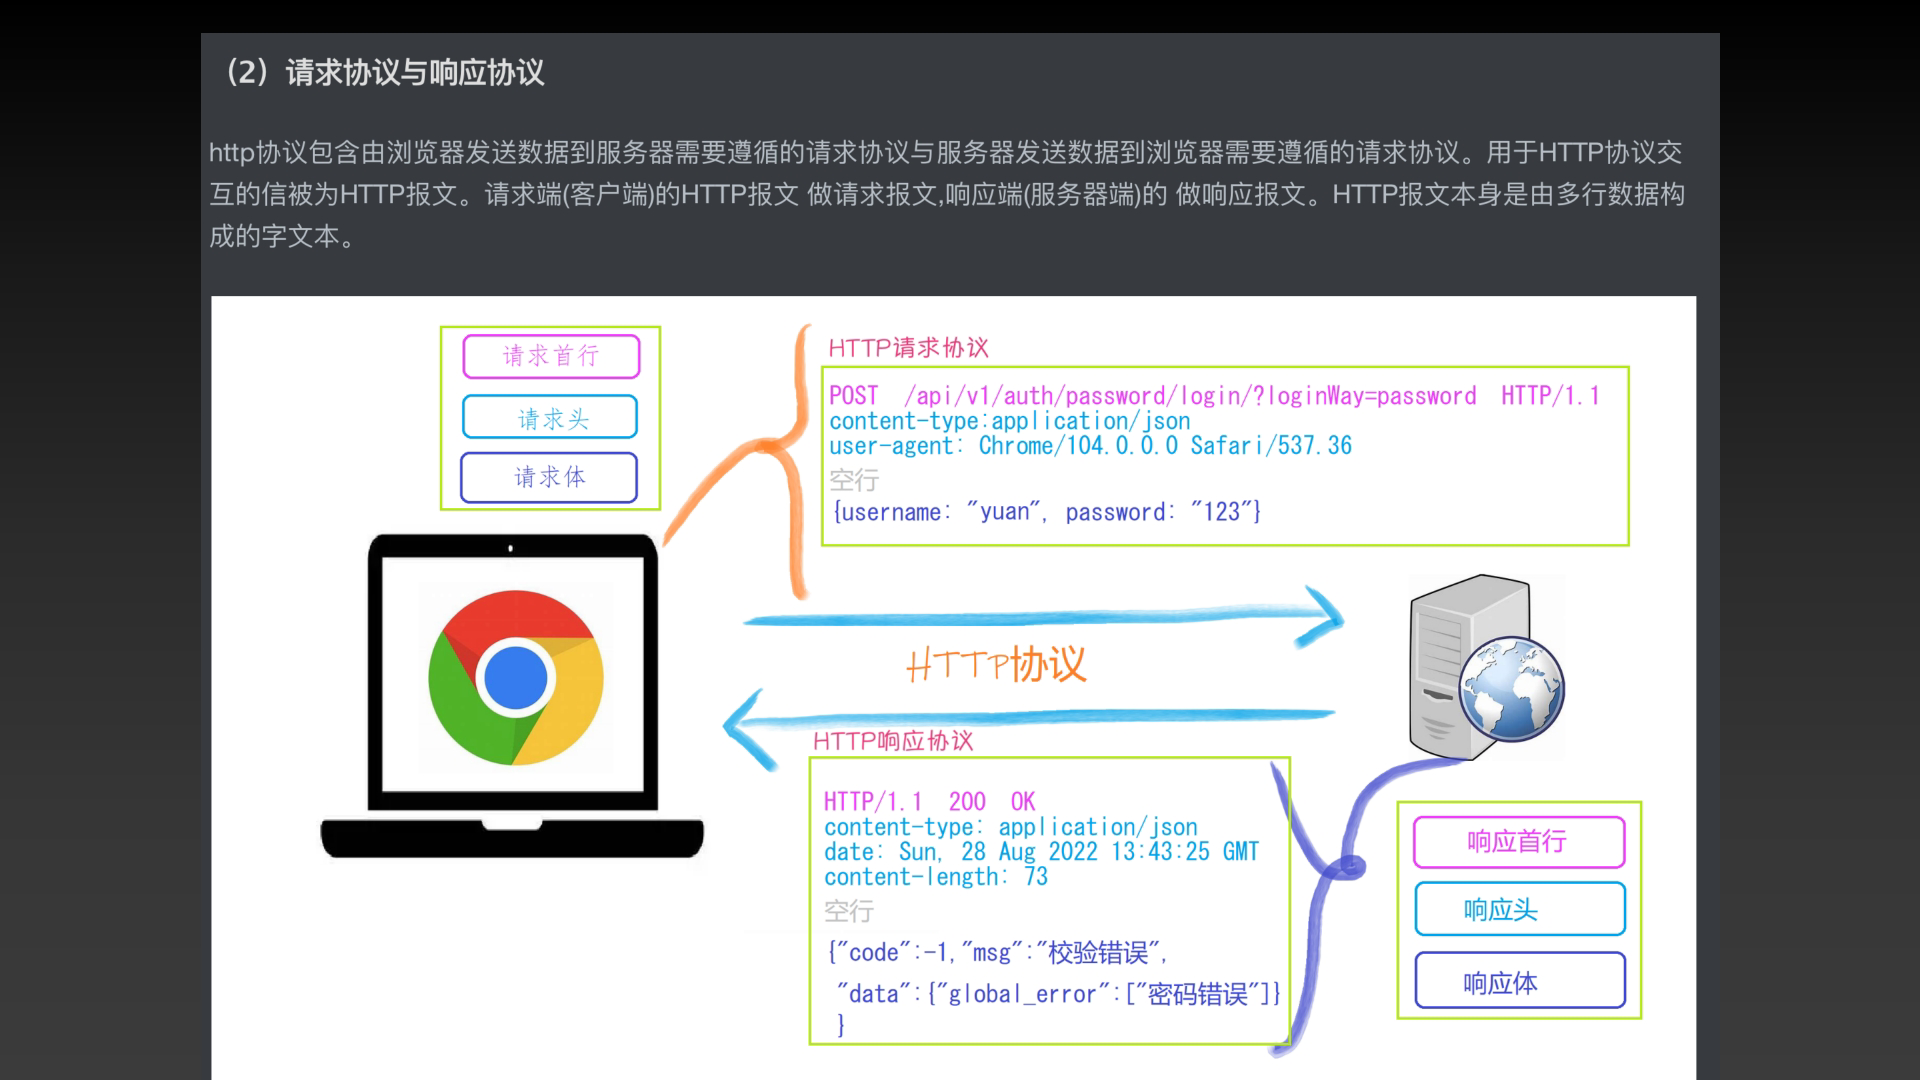 （2）请求协议与响应协议
http协议包含由浏览器发送数据到服务器需要遵循的请求协议与服务器发送数据到浏览器需要遵循的请求协议。用于HTTP协议交
互的信被为HTTP报文。请求端(客户端)的HTTP报文 做请求报文,响应端(服务器端)的 做响应报文。HTTP报文本身是由多行数据构
成的字文本。
请求首行
请求头
请求体
HTTP请求协议
POST /api/v1/auth/password/login/?loginWay=password HTTP/1.1
content-type:application/json
user-agent: Chrome/104.0.0.0 Safari/537.36
空行
{username: "yuan", password: "123"}
HTTP协议
HTTP响应协议
HTTP/1.1 200 OK
content-type: application/json
date: Sun, 28 Aug 2022 13:43:25 GMT
content-length: 73
空行
{"code":-1,"msg":"校验错误",
"data":{"global_error":["密码错误"]}
}
响应首行
响应头
响应体